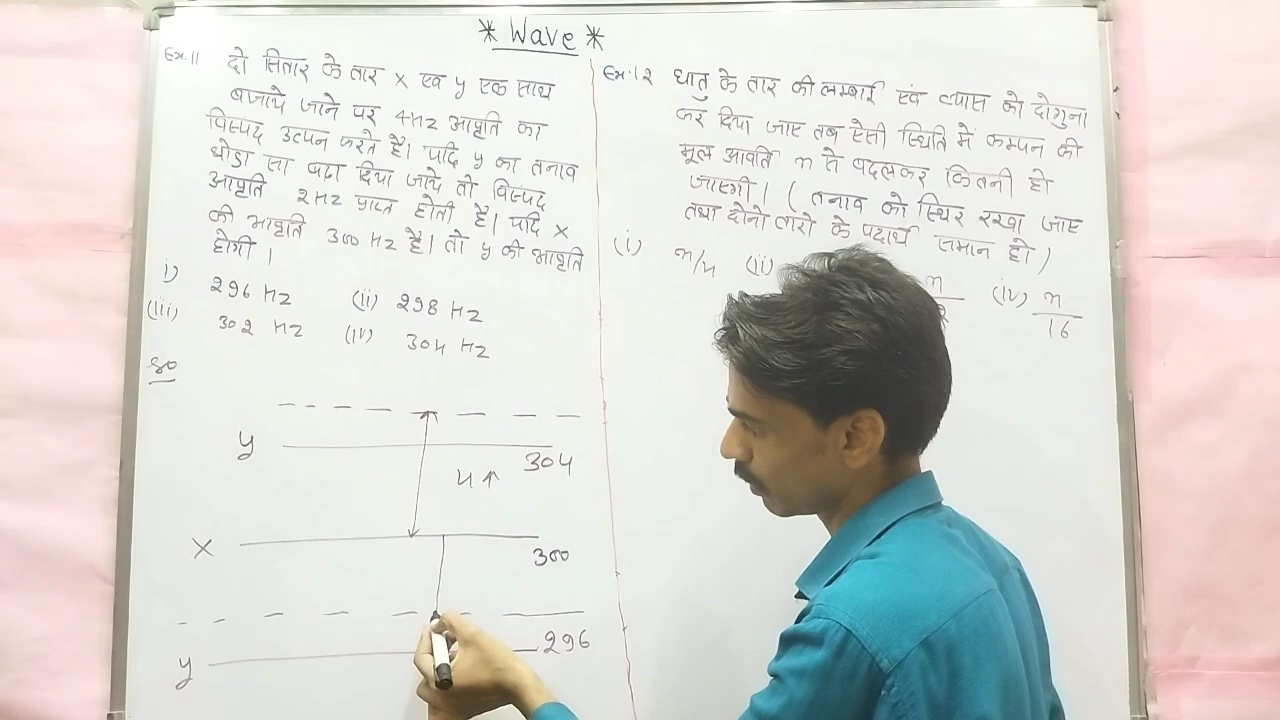 * Wave *
Ex.11 दो सितार के तार X एवं y एक साथ
बजाये जाने पर 4Hz आवृति का
विस्पंद उत्पन करते हैं। यदि y का तनाव
थोडा सा बढा दिया जाये तो विस्पंद
आवृति 2Hz प्राप्त होती हैं। यदि X
की आवृति 300 Hz है। तो y की आवृति
होगी।
i) 296 Hz (ii) 298 Hz
(iii) 302 Hz (iv) 304 Hz
So
y 304
4↑
X 300
296
y
Ex.12 धातु के तार की लम्बाई एवं व्यास को दोगुना
कर दिया जाए तब ऐसी स्थिति में कम्पन की
मूल आवर्ति n से बदलकर कितनी हो
जाएगी। (तनाव को स्थिर रखा जाए
तथा दोनो तारो के पदार्थ समान हो)
(i) n/4 (ii) n (iv) n
16